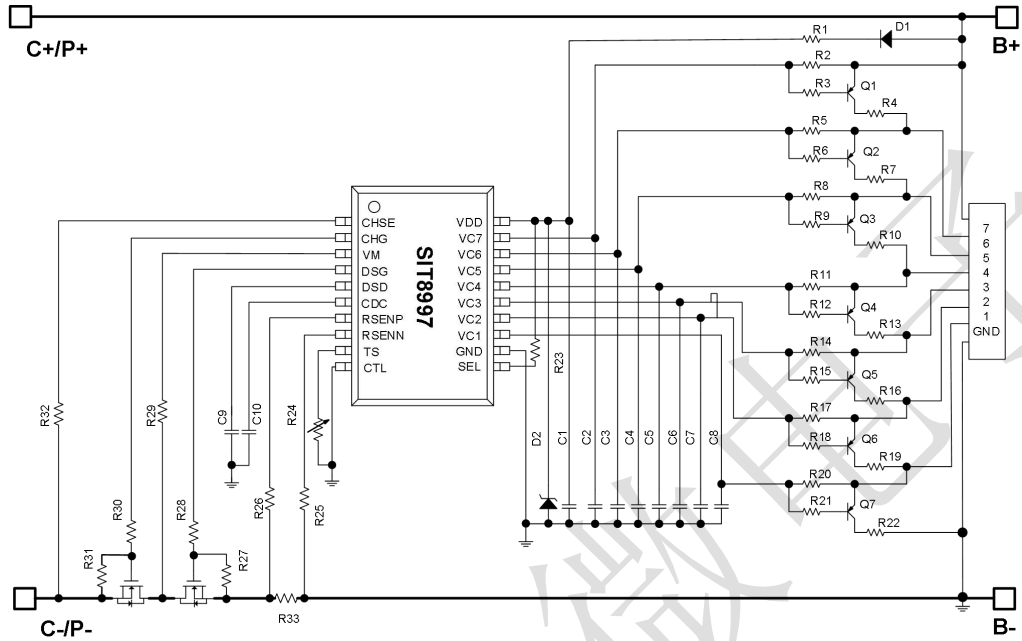 C+/P+
B+
R1
D1
R2
R3
Q1
R4
R5
R6
Q2
R7
R8
R9
Q3
R10
R11
R12
Q4
R13
R14
R15
Q5
R16
R17
R18
Q6
R19
R20
R21
Q7
R22
7
6
5
4
3
2
1
GND
SIT8997
CHSE
CHG
VM
DSG
DSD
CDC
RSENP
RSENN
TS
CTL
VDD
VC7
VC6
VC5
VC4
VC3
VC2
VC1
GND
SEL
R23
R32
R29
C9
C10
R24
D2
C1
C2
C3
C4
C5
C6
C7
C8
R30
R28
R26
R25
R31
R27
R33
C-/P-
B-
微电子